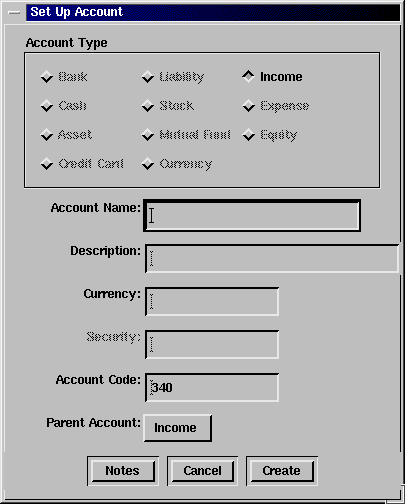 Set Up Account
Account Type
Bank Liability Income
Cash Stock Expense
Asset Mutual Fund Equity
Credit Card Currency
Account Name:
Description:
Currency:
Security:
Account Code: 340
Parent Account: Income
Notes Cancel Create